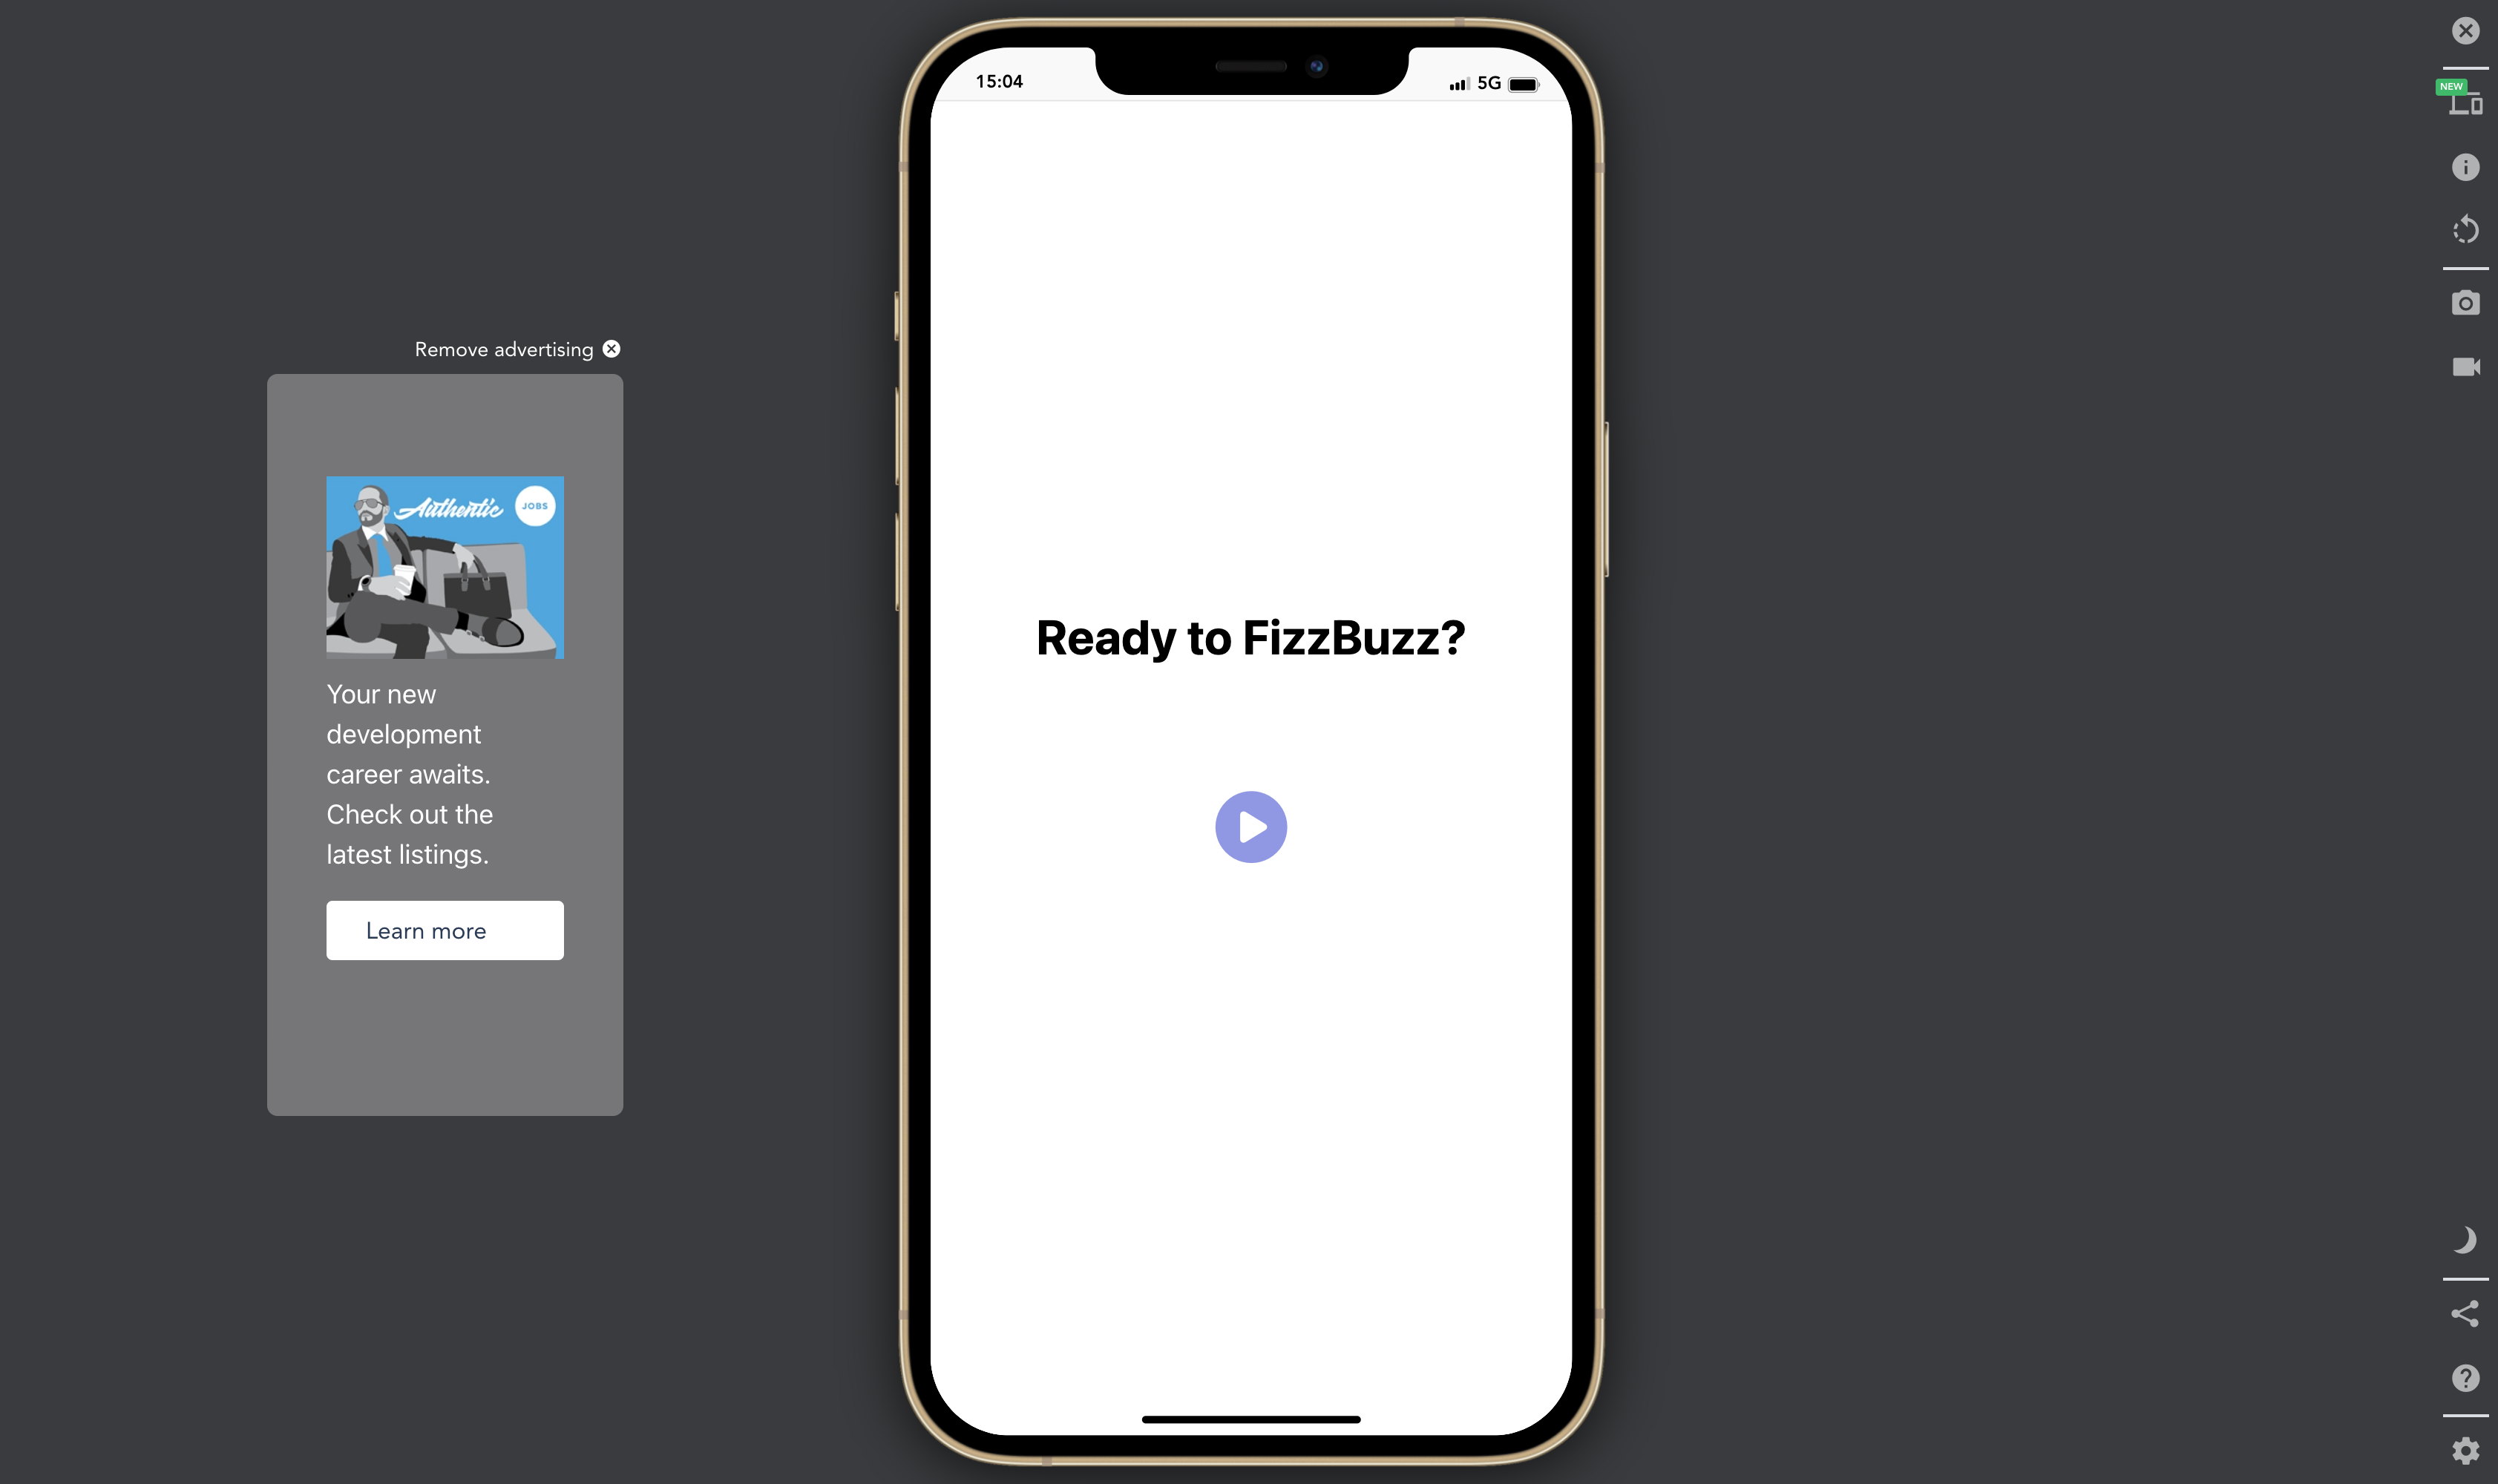 15:04
5G
NEW
Remove advertising
Authentic
JOBS
Ready to FizzBuzz?
Your new
development
career awaits.
Check out the
latest listings.
Learn more